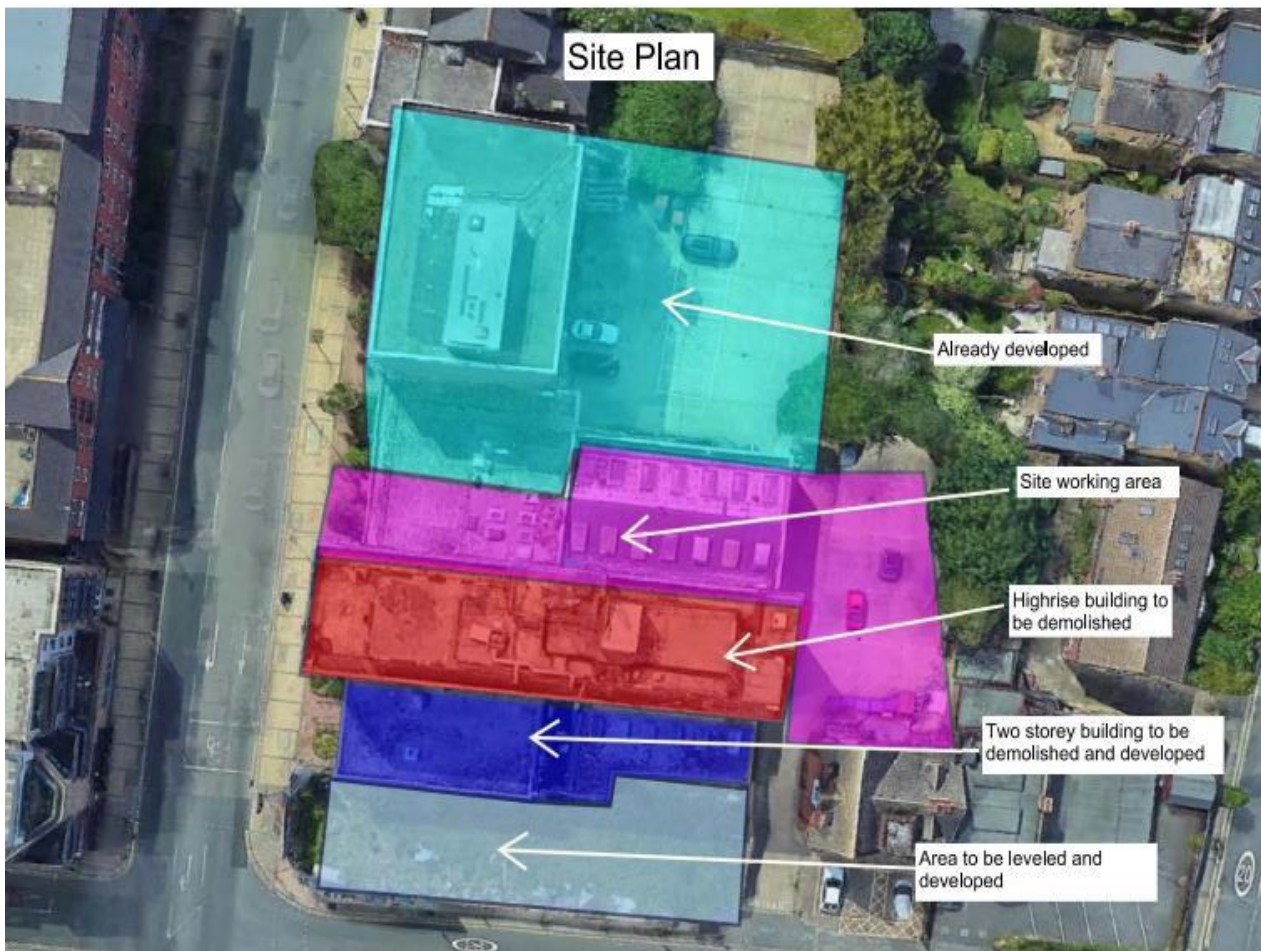 Site Plan
Already developed
Site working area
Highrise building to
be demolished
Two storey building to be
demolished and developed
Area to be leveled and
developed
20